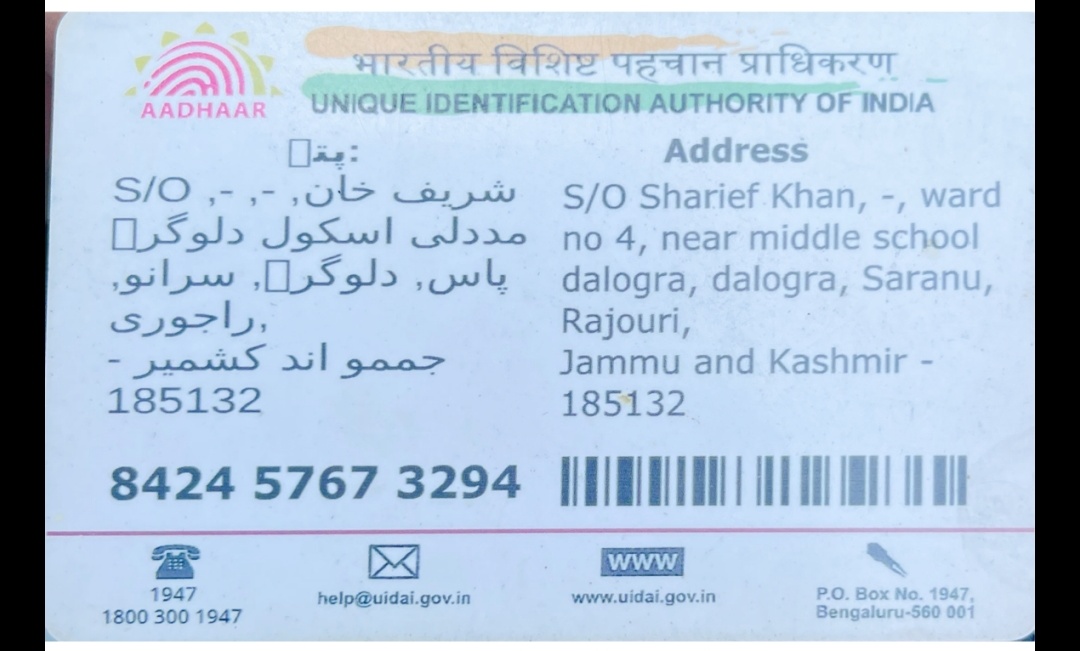 भारतीय विशिष्ट पहचान प्राधिकरण
AADHAAR
UNIQUE IDENTIFICATION AUTHORITY OF INDIA
پت▯:
S/O شریف خان, -, -,
مددلی اسکول دلوگر▯
پاس, دلوگر▯, سرانو,
راجوری,
جممو اند کشمیر -
185132
Address
S/O Sharief Khan, -, ward
no 4, near middle school
dalogra, dalogra, Saranu,
Rajouri,
Jammu and Kashmir -
185132
8424 5767 3294
1947
1800 300 1947
help@uidai.gov.in
www
www.uidai.gov.in
P.O. Box No. 1947,
Bengaluru-560 001